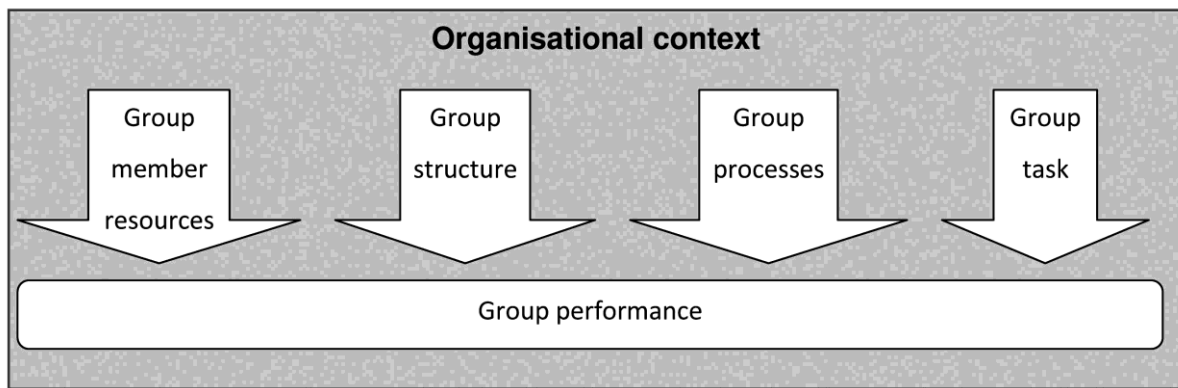 Organisational context
Group
member
resources
Group
structure
Group
processes
Group
task
Group performance